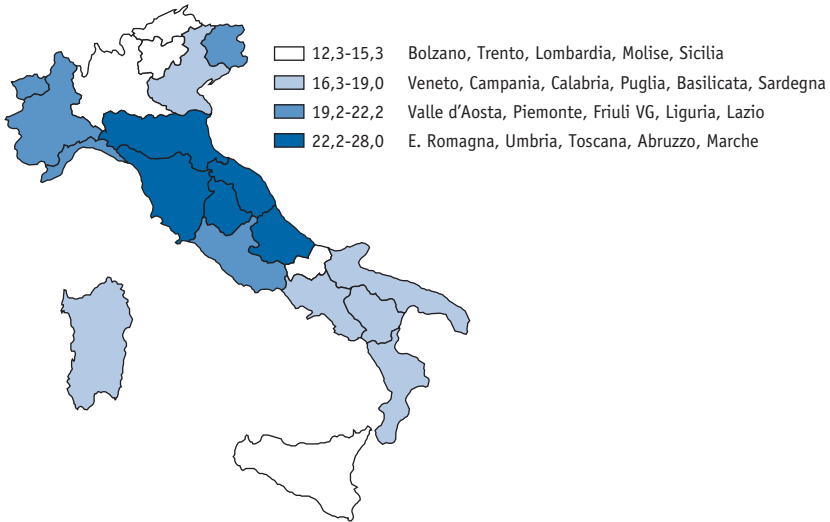 12,3-15,3 Bolzano, Trento, Lombardia, Molise, Sicilia
16,3-19,0 Veneto, Campania, Calabria, Puglia, Basilicata, Sardegna
19,2-22,2 Valle d'Aosta, Piemonte, Friuli VG, Liguria, Lazio
22,2-28,0 E. Romagna, Umbria, Toscana, Abruzzo, Marche